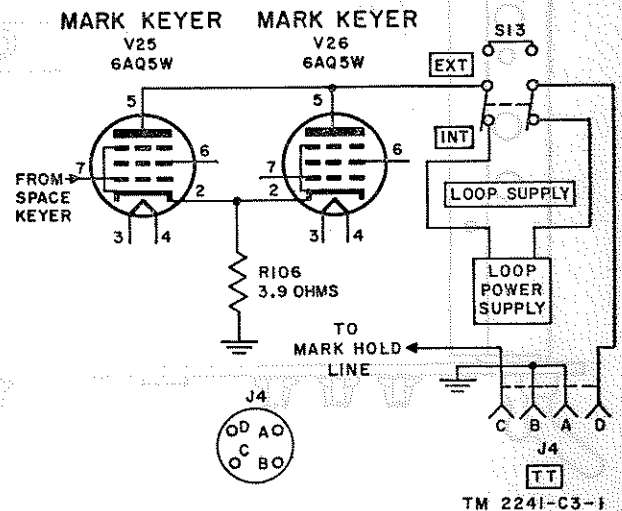 MARK KEYER
V25
6AQ5W
MARK KEYER
V26
6AQ5W
S13
EXT
INT
5
6
7
2
3 4
5
6
7
2
3 4
FROM
SPACE
KEYER
LOOP SUPPLY
LOOP
POWER
SUPPLY
R106
3.9 OHMS
TO
MARK HOLD
LINE
C B A D
J4
TT
J4
D A
C
B
TM 2241-C3-1